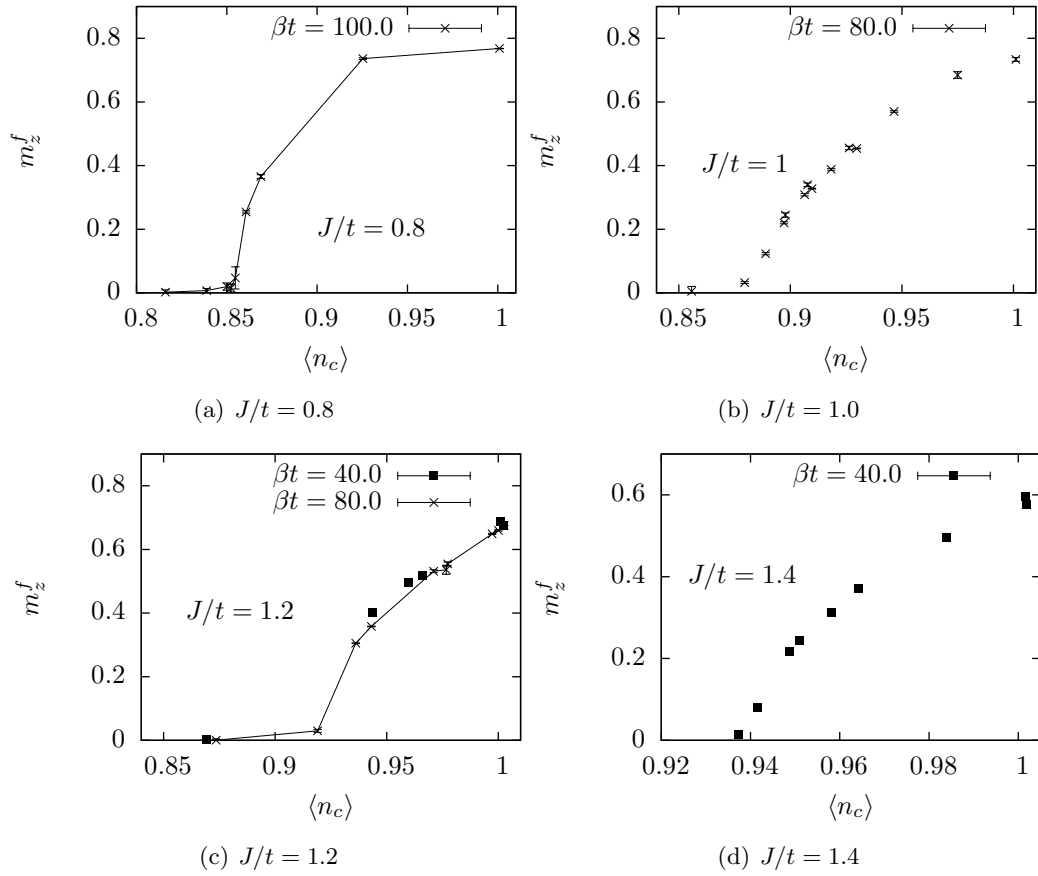 βt = 100.0
0.8
0.6
0.4
0.2
0
m_z^f
J/t = 0.8
0.8 0.85 0.9 0.95 1
⟨n_c⟩
(a) J/t = 0.8
βt = 80.0
0.8
0.6
0.4
0.2
0
m_z^f
J/t = 1
0.85 0.9 0.95 1
⟨n_c⟩
(b) J/t = 1.0
βt = 40.0
βt = 80.0
0.8
0.6
0.4
0.2
0
m_z^f
J/t = 1.2
0.85 0.9 0.95 1
⟨n_c⟩
(c) J/t = 1.2
βt = 40.0
0.6
0.4
0.2
0
m_z^f
J/t = 1.4
0.92 0.94 0.96 0.98 1
⟨n_c⟩
(d) J/t = 1.4